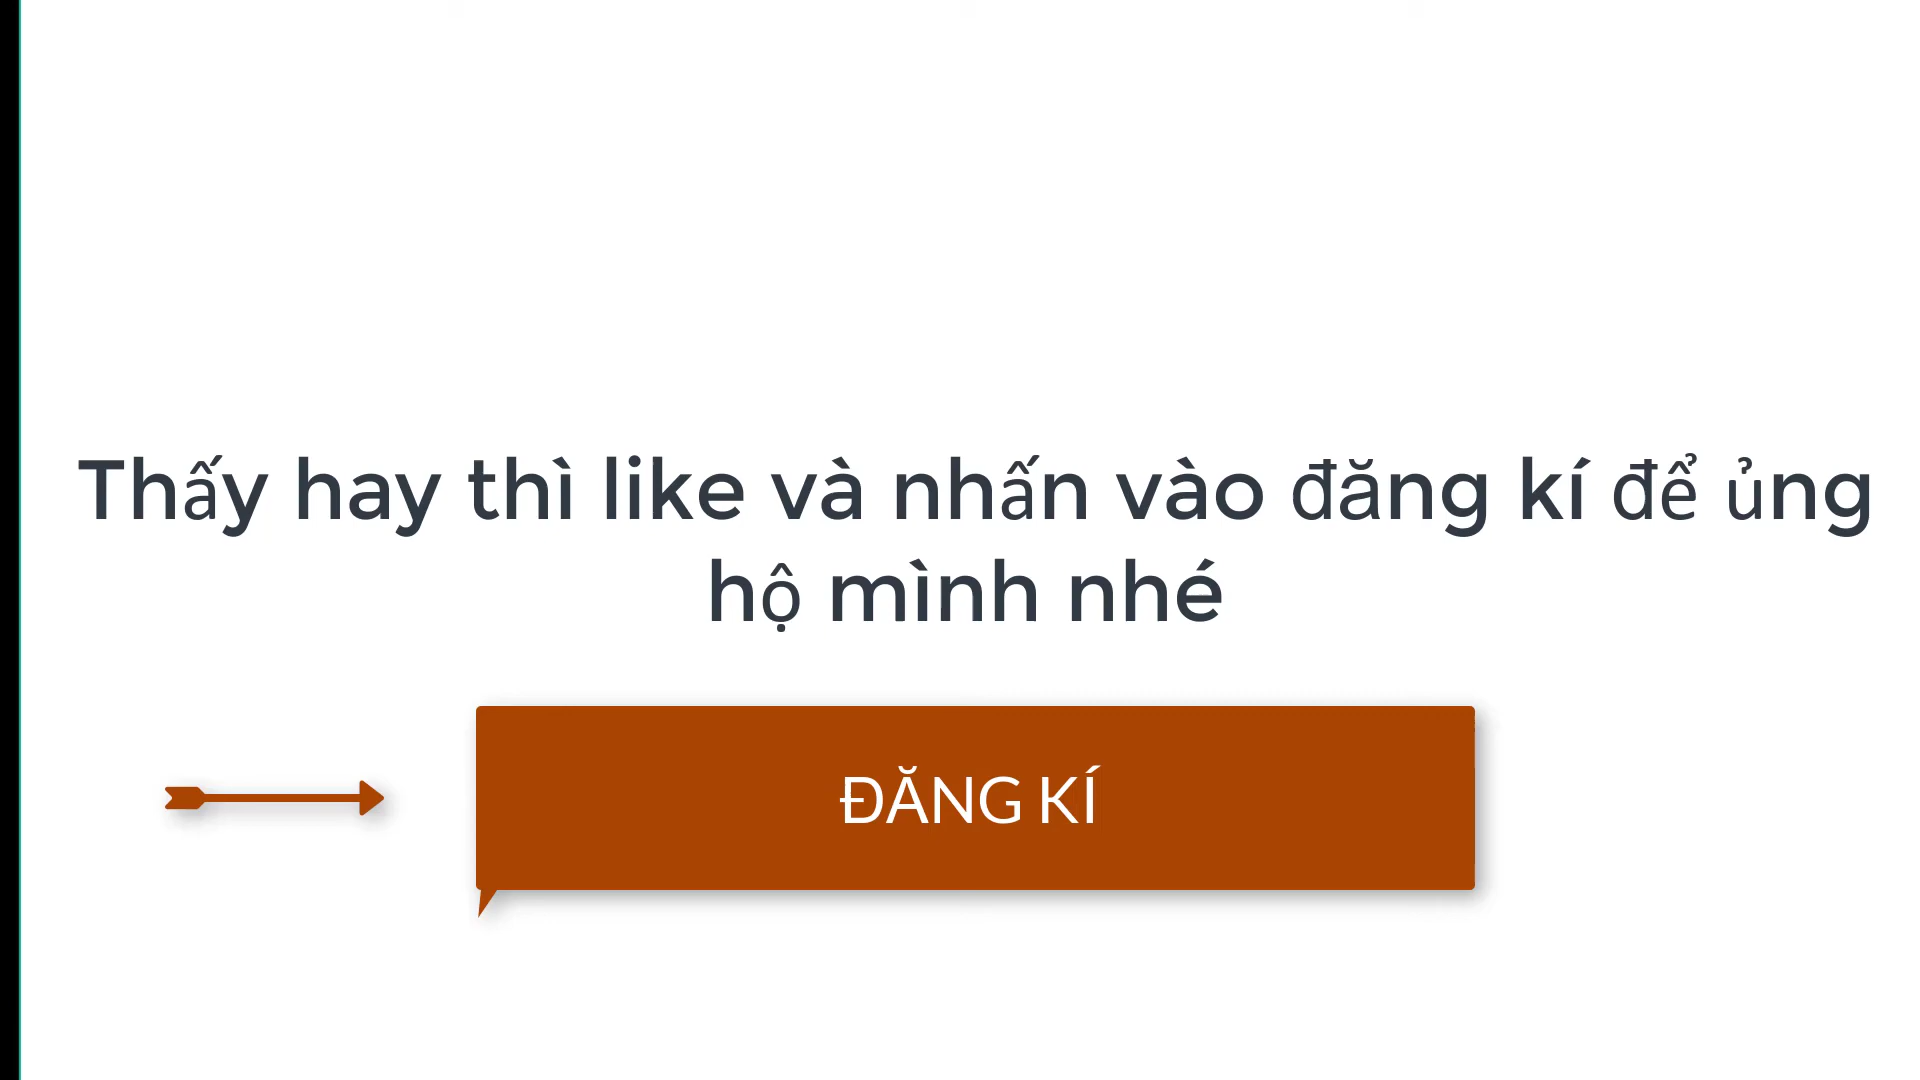 Thấy hay thì like và nhấn vào đăng kí để ủng
hộ mình nhé
ĐĂNG KÍ